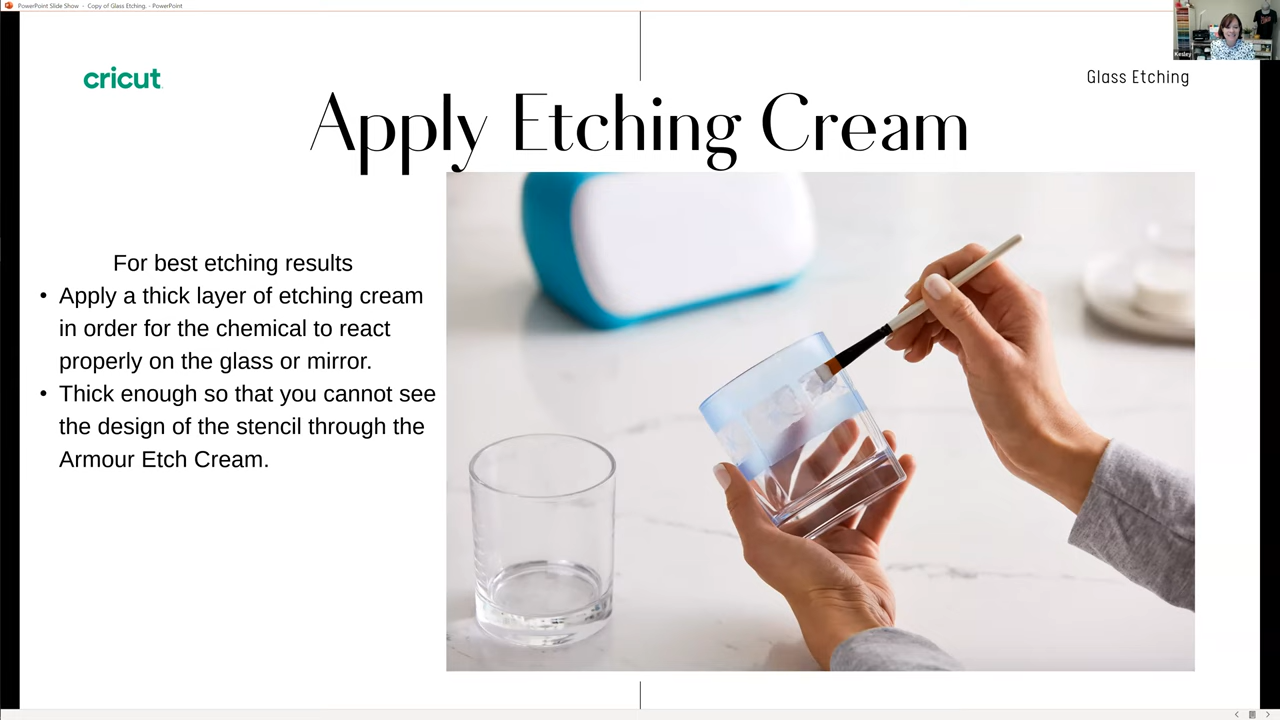 PowerPoint Slide Show - Copy of Glass Etching. - PowerPoint
Kesley
cricut
Glass Etching
Apply Etching Cream
For best etching results
• Apply a thick layer of etching cream
in order for the chemical to react
properly on the glass or mirror.
• Thick enough so that you cannot see
the design of the stencil through the
Armour Etch Cream.